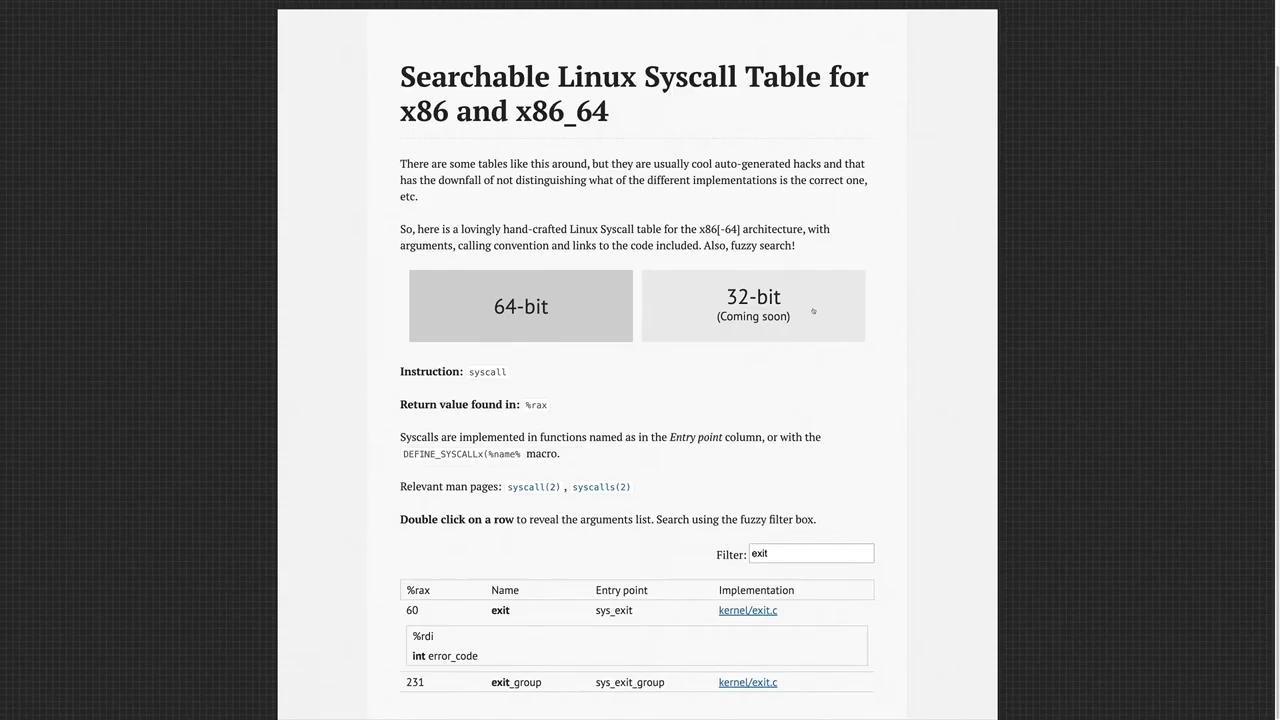 Searchable Linux Syscall Table for
x86 and x86_64
There are some tables like this around, but they are usually cool auto-generated hacks and that
has the downfall of not distinguishing what of the different implementations is the correct one,
etc.
So, here is a lovingly hand-crafted Linux Syscall table for the x86[-64] architecture, with
arguments, calling convention and links to the code included. Also, fuzzy search!
64-bit
32-bit
(Coming soon)
Instruction: syscall
Return value found in: %rax
Syscalls are implemented in functions named as in the Entry point column, or with the
DEFINE_SYSCALLx(%name% macro.
Relevant man pages: syscall(2) , syscalls(2)
Double click on a row to reveal the arguments list. Search using the fuzzy filter box.
Filter: exit
%rax Name Entry point Implementation
60 exit sys_exit kernel/exit.c
%rdi
int error_code
231 exit_group sys_exit_group kernel/exit.c